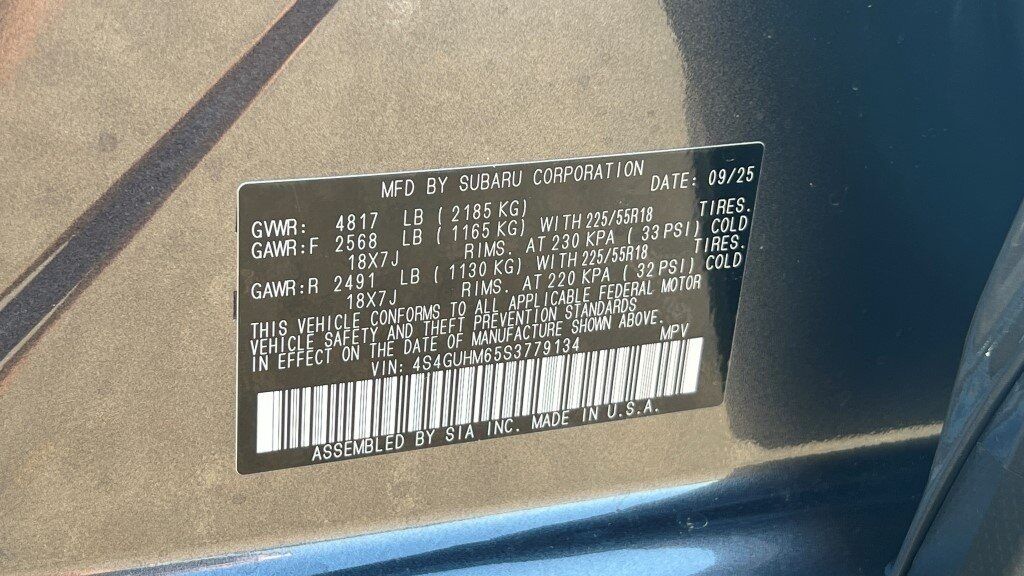 MFD BY SUBARU CORPORATION DATE: 09/25
GVWR: 4817 LB ( 2185 KG)
GAWR:F 2568 LB ( 1165 KG) WITH 225/55R18 TIRES.
18X7J RIMS. AT 230 KPA ( 33 PSI) COLD
GAWR:R 2491 LB ( 1130 KG) WITH 225/55R18 TIRES.
18X7J RIMS. AT 220 KPA ( 32 PSI) COLD
THIS VEHICLE CONFORMS TO ALL APPLICABLE FEDERAL MOTOR
VEHICLE SAFETY AND THEFT PREVENTION STANDARDS
IN EFFECT ON THE DATE OF MANUFACTURE SHOWN ABOVE.
VIN: 4S4GUHM65S3779134 MPV
ASSEMBLED BY SIA INC. MADE IN U.S.A.